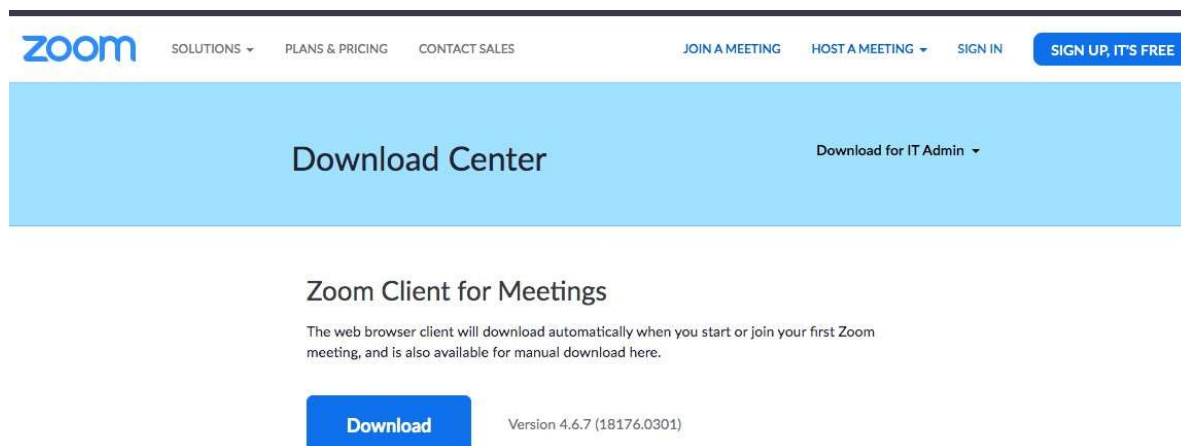 zoom SOLUTIONS PLANS & PRICING CONTACT SALES JOIN A MEETING HOST A MEETING SIGN IN SIGN UP, IT'S FREE
Download Center Download for IT Admin
Zoom Client for Meetings
The web browser client will download automatically when you start or join your first Zoom
meeting, and is also available for manual download here.
Download Version 4.6.7 (18176.0301)